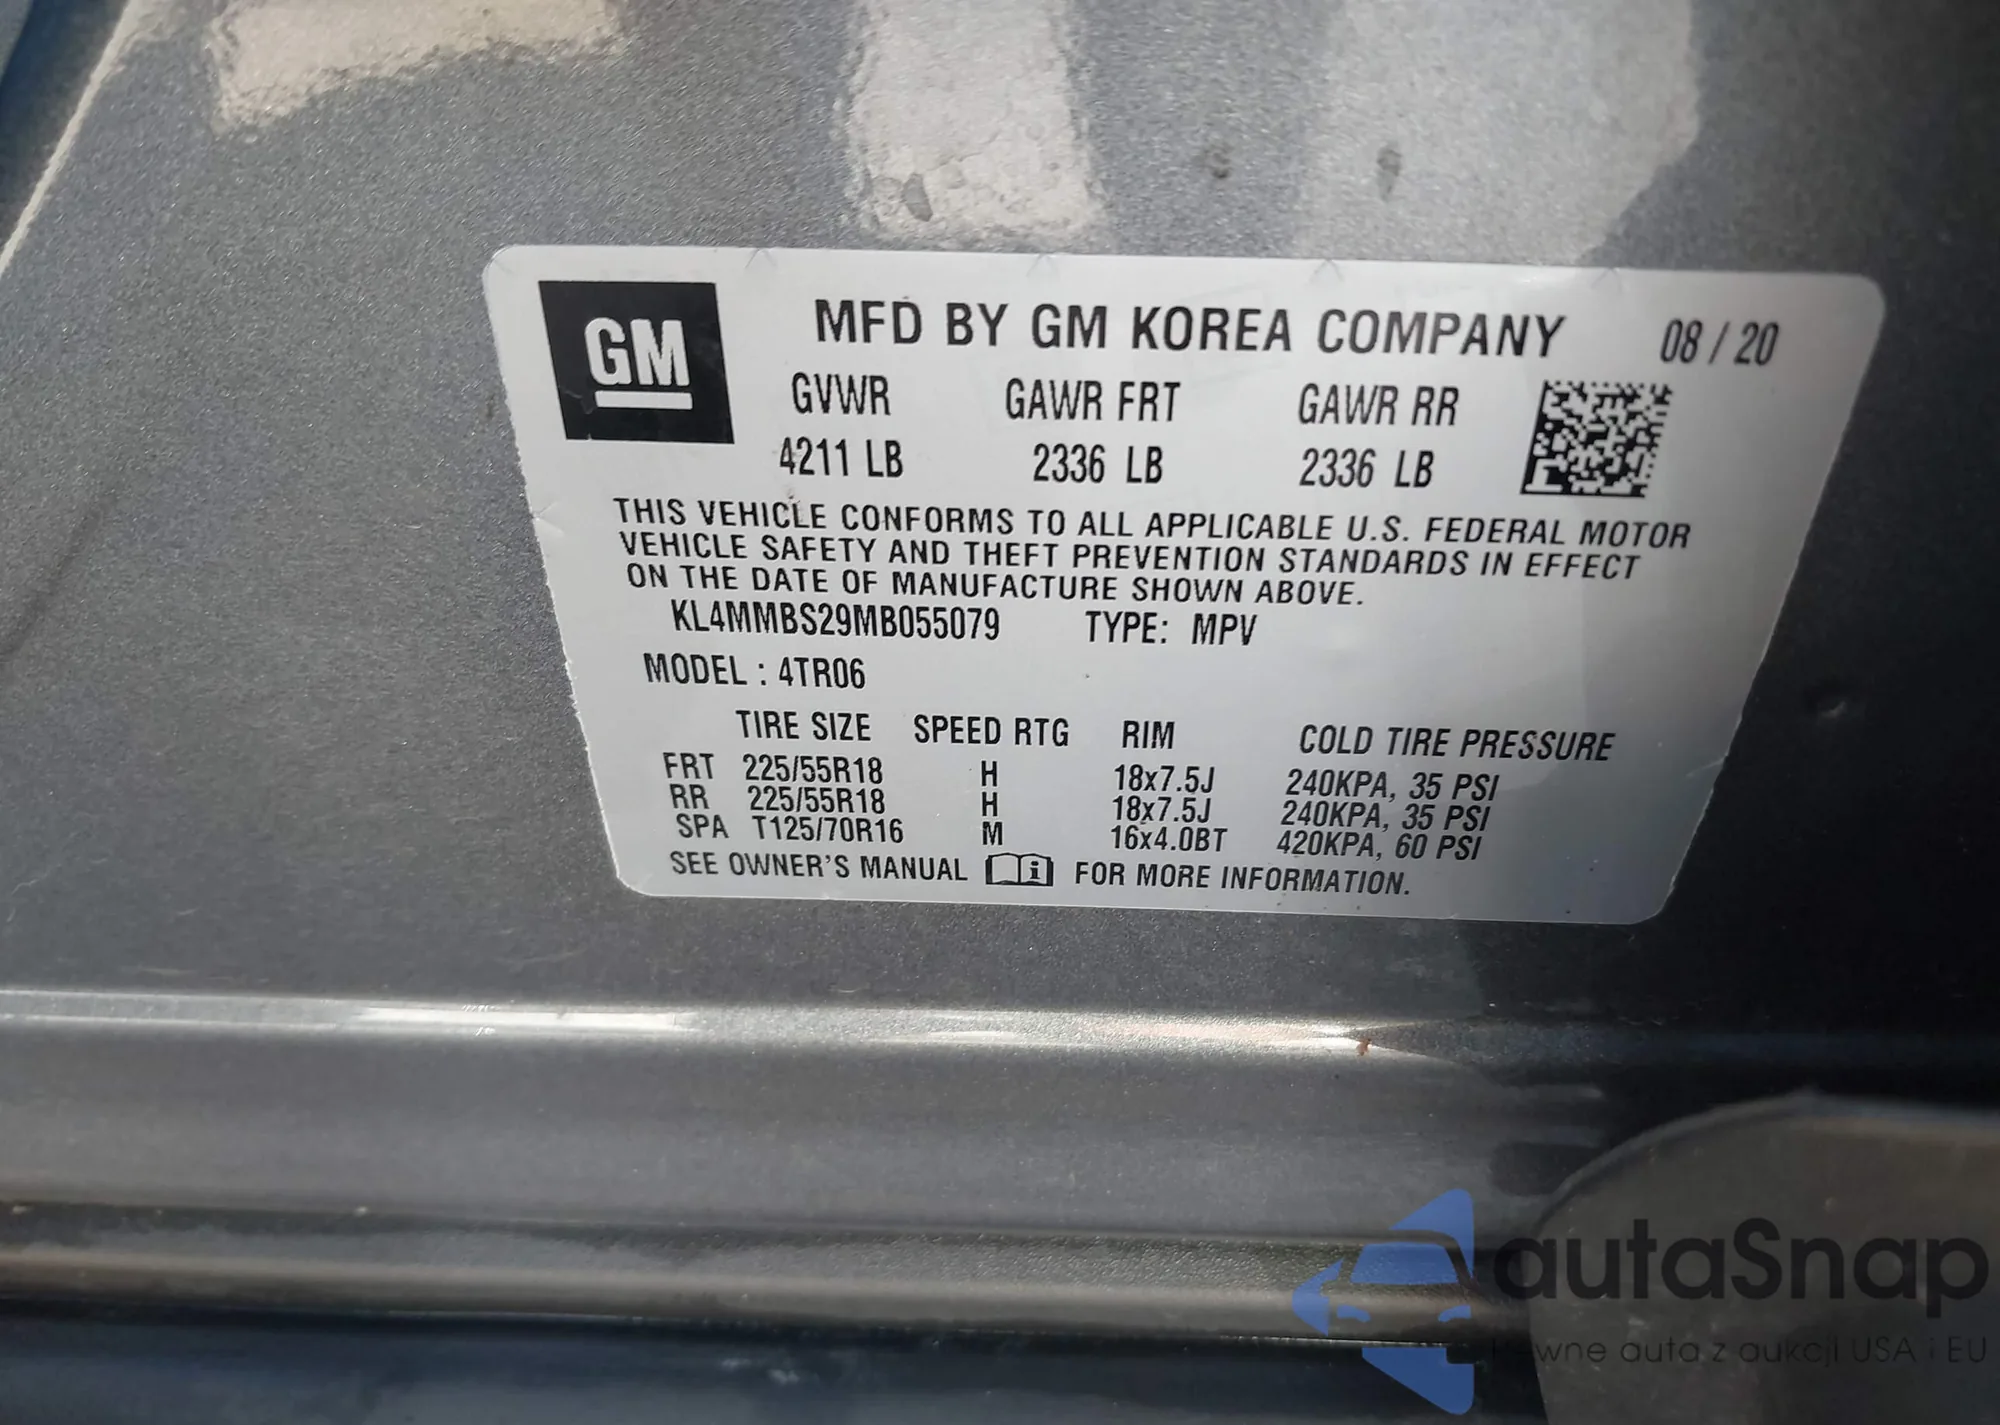 GM
MFD BY GM KOREA COMPANY 08 / 20
GVWR GAWR FRT GAWR RR
4211 LB 2336 LB 2336 LB
THIS VEHICLE CONFORMS TO ALL APPLICABLE U.S. FEDERAL MOTOR
VEHICLE SAFETY AND THEFT PREVENTION STANDARDS IN EFFECT
ON THE DATE OF MANUFACTURE SHOWN ABOVE.
KL4MMBS29MB055079 TYPE: MPV
MODEL : 4TR06
TIRE SIZE SPEED RTG RIM COLD TIRE PRESSURE
FRT 225/55R18 H 18x7.5J 240KPA, 35 PSI
RR 225/55R18 H 18x7.5J 240KPA, 35 PSI
SPA T125/70R16 M 16x4.0BT 420KPA, 60 PSI
SEE OWNER'S MANUAL i FOR MORE INFORMATION.
autaSnap
auta z aukcji USA i EU